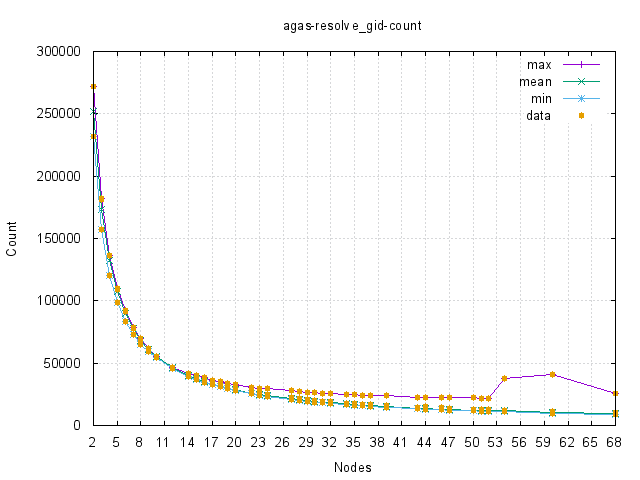 agas-resolve_gid-count
300000
250000
200000
150000
100000
50000
0
Count
max
mean
min
data
2 5 8 11 14 17 20 23 26 29 32 35 38 41 44 47 50 53 56 59 62 65 68
Nodes